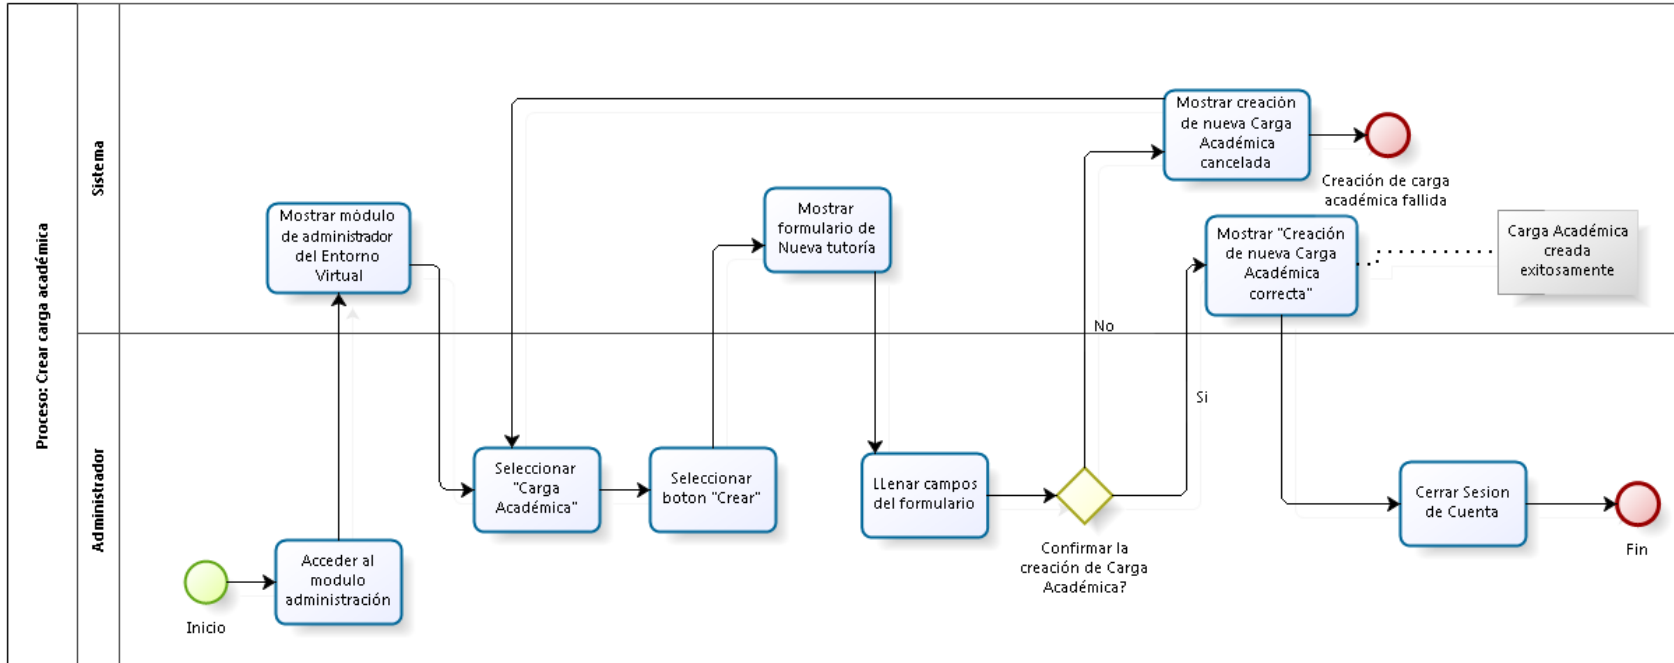 Proceso: Crear carga académica
Sistema
Mostrar creación
de nueva Carga
Académica
cancelada
Creación de carga
académica fallida
Mostrar módulo
de administrador
del Entorno
Virtual
Mostrar
formulario de
Nueva tutoría
Mostrar "Creación
de nueva Carga
Académica
correcta"
Carga Académica
creada
exitosamente
No
Si
Administrador
Inicio
Acceder al
modulo
administración
Seleccionar
"Carga
Académica"
Seleccionar
boton "Crear"
LLenar campos
del formulario
Confirmar la
creación de Carga
Académica?
Cerrar Sesion
de Cuenta
Fin